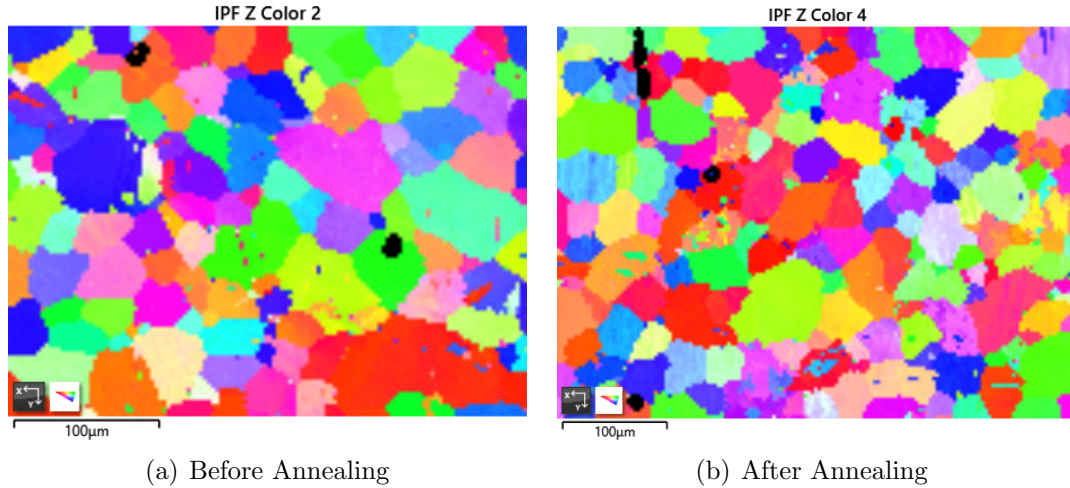 IPF Z Color 2
IPF Z Color 4
X
Y
X
Y
100μm
100μm
(a) Before Annealing
(b) After Annealing